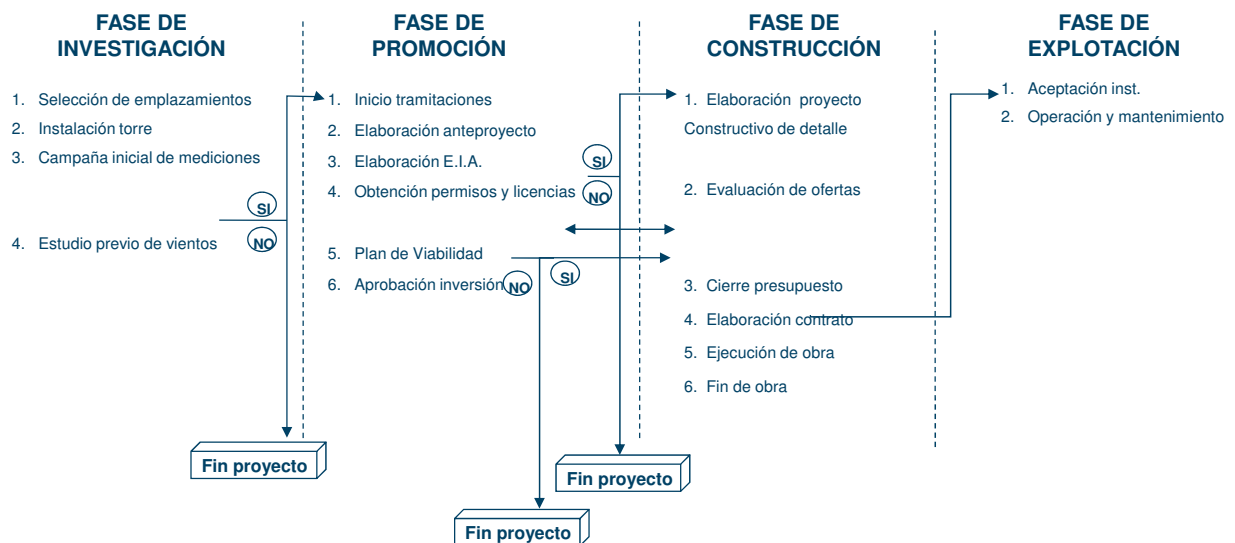 FASE DE
INVESTIGACIÓN
1. Selección de emplazamientos
2. Instalación torre
3. Campaña inicial de mediciones
SI
NO
4. Estudio previo de vientos
Fin proyecto
FASE DE
PROMOCIÓN
1. Inicio tramitaciones
2. Elaboración anteproyecto
3. Elaboración E.I.A.
SI
4. Obtención permisos y licencias
NO
5. Plan de Viabilidad
SI
6. Aprobación inversión
NO
Fin proyecto
Fin proyecto
FASE DE
CONSTRUCCIÓN
1. Elaboración proyecto
Constructivo de detalle
2. Evaluación de ofertas
3. Cierre presupuesto
4. Elaboración contrato
5. Ejecución de obra
6. Fin de obra
FASE DE
EXPLOTACIÓN
1. Aceptación inst.
2. Operación y mantenimiento